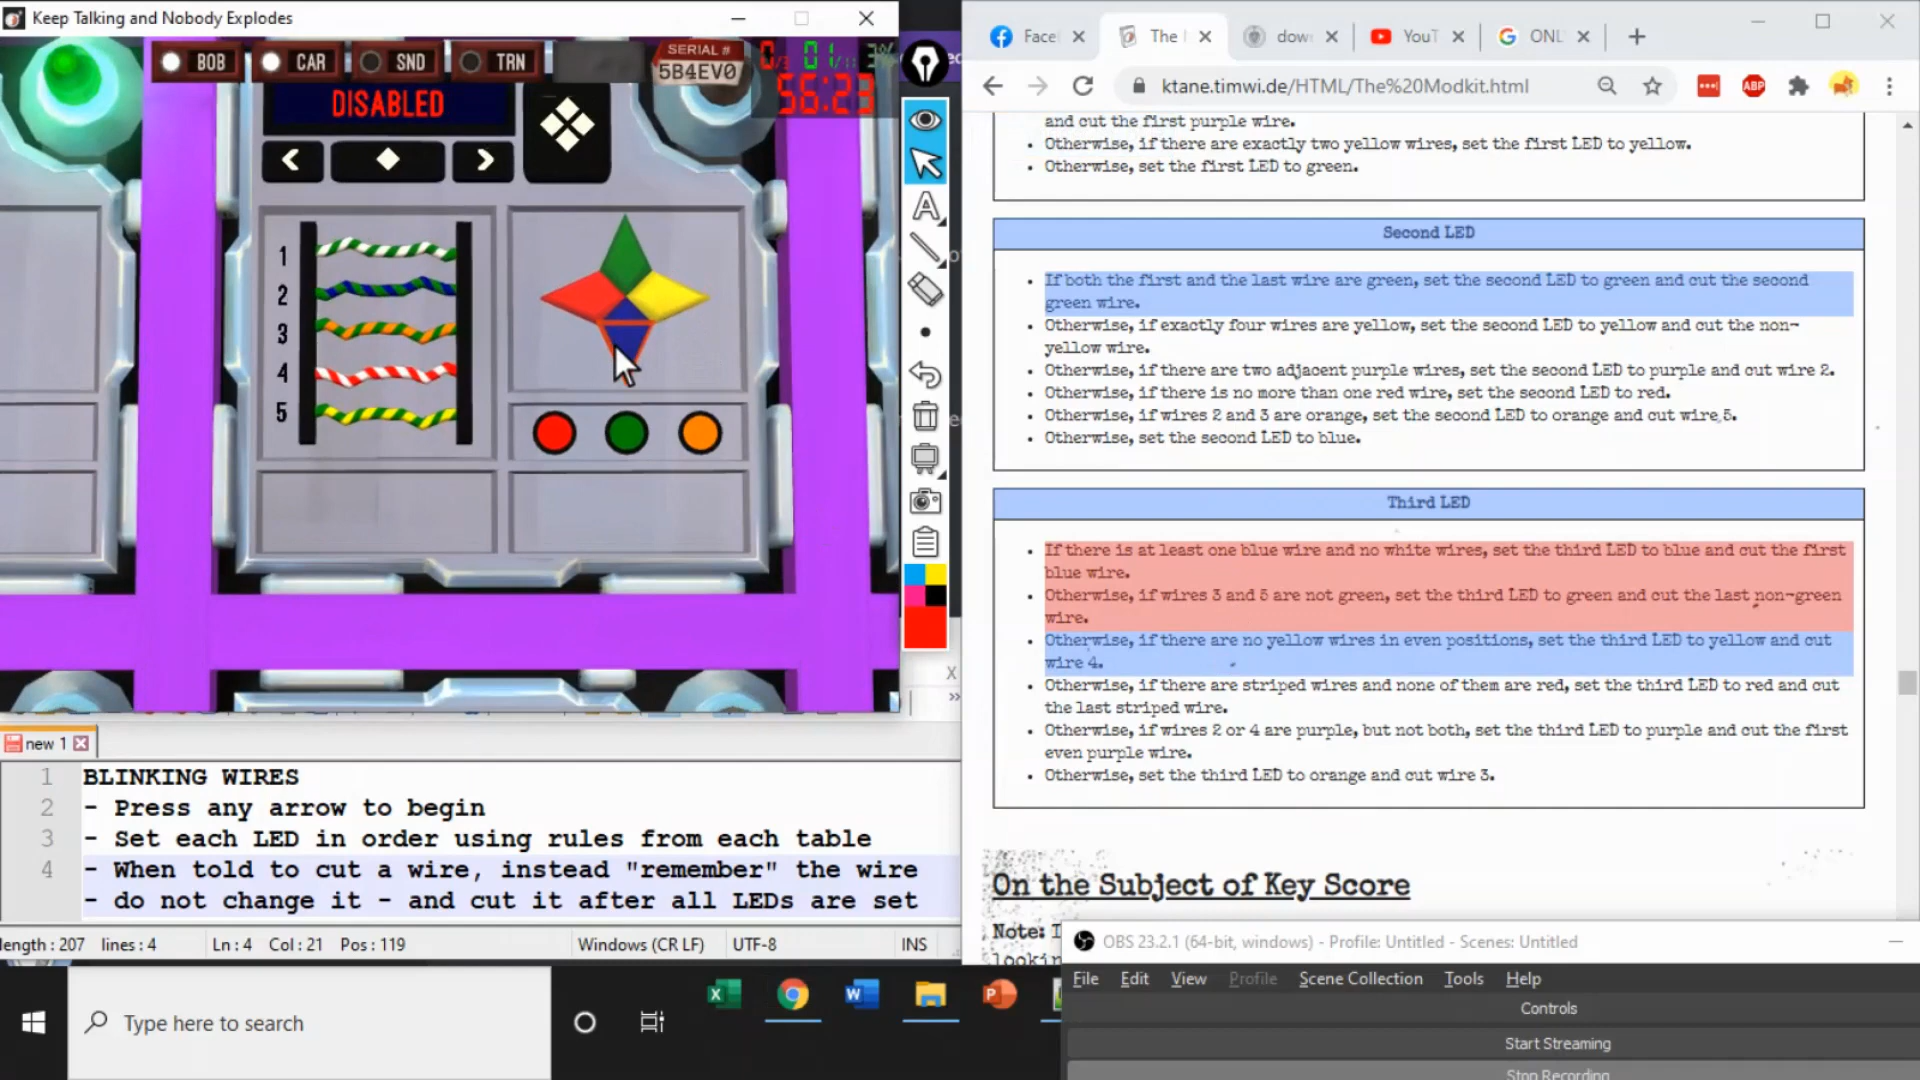 Keep Talking and Nobody Explodes
BOB
CAR
SND
TRN
SERIAL #
5B4EV0
56:23
DISABLED
1
2
3
4
5
Face
The
dow
YouT
ONL
ktane.timwi.de/HTML/The%20Modkit.html
and cut the first purple wire.
Otherwise, if there are exactly two yellow wires, set the first LED to yellow.
Otherwise, set the first LED to green.
Second LED
If both the first and the last wire are green, set the second LED to green and cut the second
green wire.
Otherwise, if exactly four wires are yellow, set the second LED to yellow and cut the non-
yellow wire.
Otherwise, if there are two adjacent purple wires, set the second LED to purple and cut wire 2.
Otherwise, if there is no more than one red wire, set the second LED to red.
Otherwise, if wires 2 and 3 are orange, set the second LED to orange and cut wire 5.
Otherwise, set the second LED to blue.
Third LED
If there is at least one blue wire and no white wires, set the third LED to blue and cut the first
blue wire.
Otherwise, if wires 3 and 5 are not green, set the third LED to green and cut the last non-green
wire.
Otherwise, if there are no yellow wires in even positions, set the third LED to yellow and cut
wire 4.
Otherwise, if there are striped wires and none of them are red, set the third LED to red and cut
the last striped wire.
Otherwise, if wires 2 or 4 are purple, but not both, set the third LED to purple and cut the first
even purple wire.
Otherwise, set the third LED to orange and cut wire 3.
On the Subject of Key Score
Note:
new 1
1 BLINKING WIRES
2 - Press any arrow to begin
3 - Set each LED in order using rules from each table
4 - When told to cut a wire, instead "remember" the wire
- do not change it - and cut it after all LEDs are set
length : 207 lines : 4 Ln : 4 Col : 21 Pos : 119 Windows (CR LF) UTF-8 INS
OBS 23.2.1 (64-bit, windows) - Profile: Untitled - Scenes: Untitled
File Edit View Profile Scene Collection Tools Help
Controls
Start Streaming
Stop Recording
Type here to search